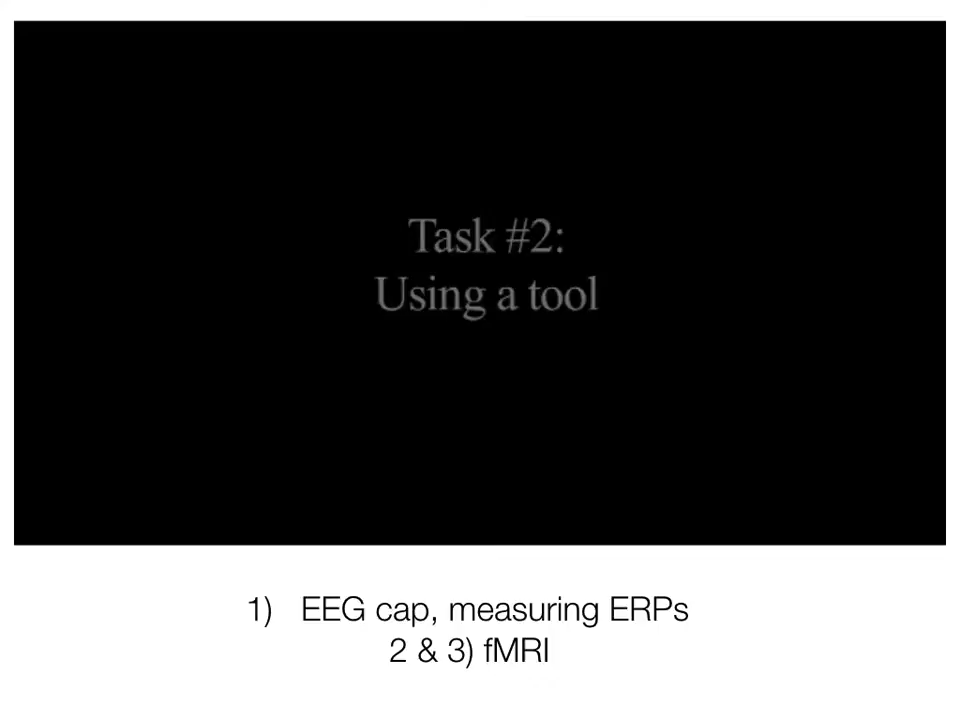 Task #2:
Using a tool
1) EEG cap, measuring ERPs
2 & 3) fMRI